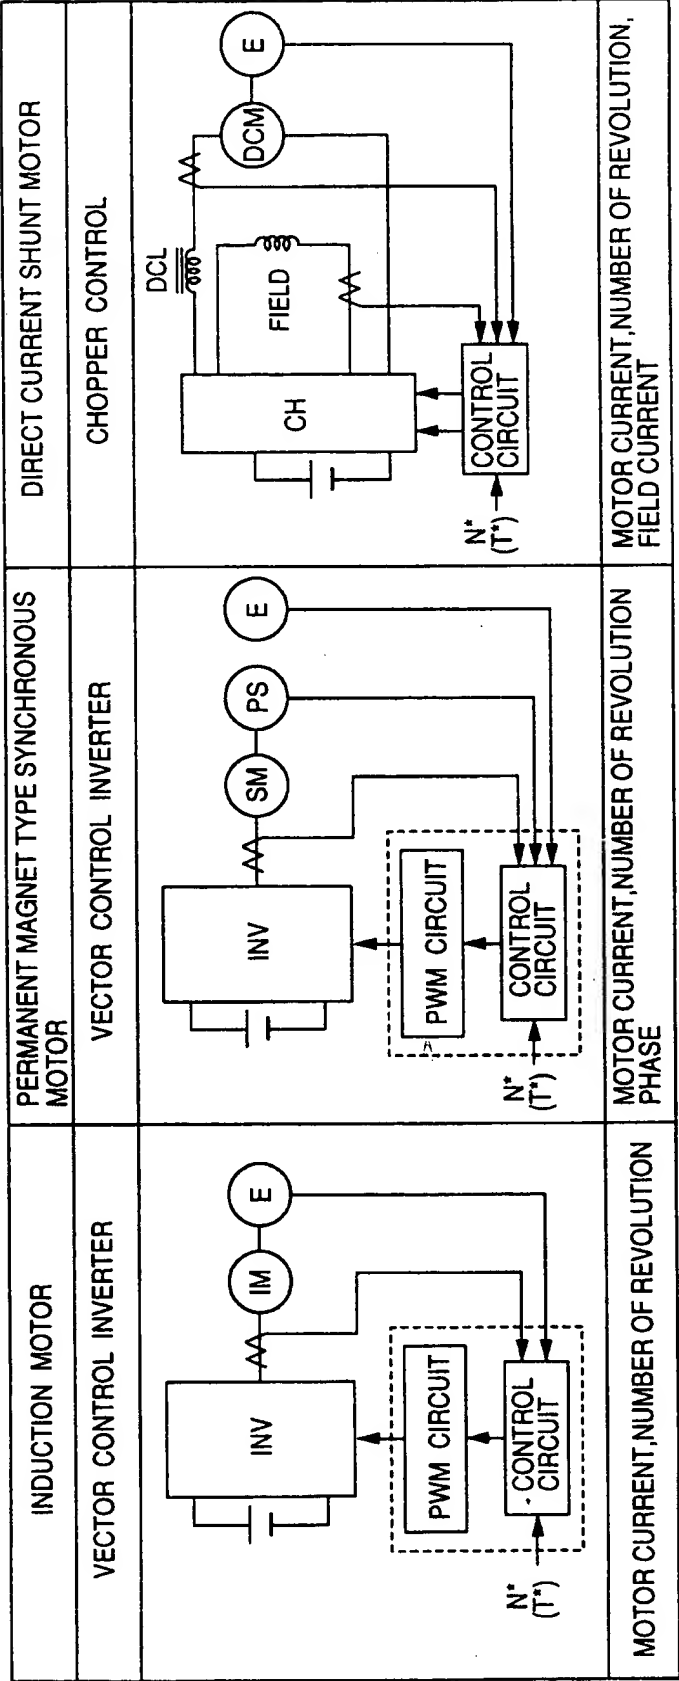 INDUCTION MOTOR
VECTOR CONTROL INVERTER
INV
IM
E
PWM CIRCUIT
CONTROL
CIRCUIT
N*
(T*)
MOTOR CURRENT,NUMBER OF REVOLUTION
PERMANENT MAGNET TYPE SYNCHRONOUS
MOTOR
VECTOR CONTROL INVERTER
INV
SM
PS
E
PWM CIRCUIT
CONTROL
CIRCUIT
N*
(T*)
MOTOR CURRENT,NUMBER OF REVOLUTION
PHASE
DIRECT CURRENT SHUNT MOTOR
CHOPPER CONTROL
DCL
FIELD
DCM
E
CH
CONTROL
CIRCUIT
N*
(T*)
MOTOR CURRENT,NUMBER OF REVOLUTION,
FIELD CURRENT